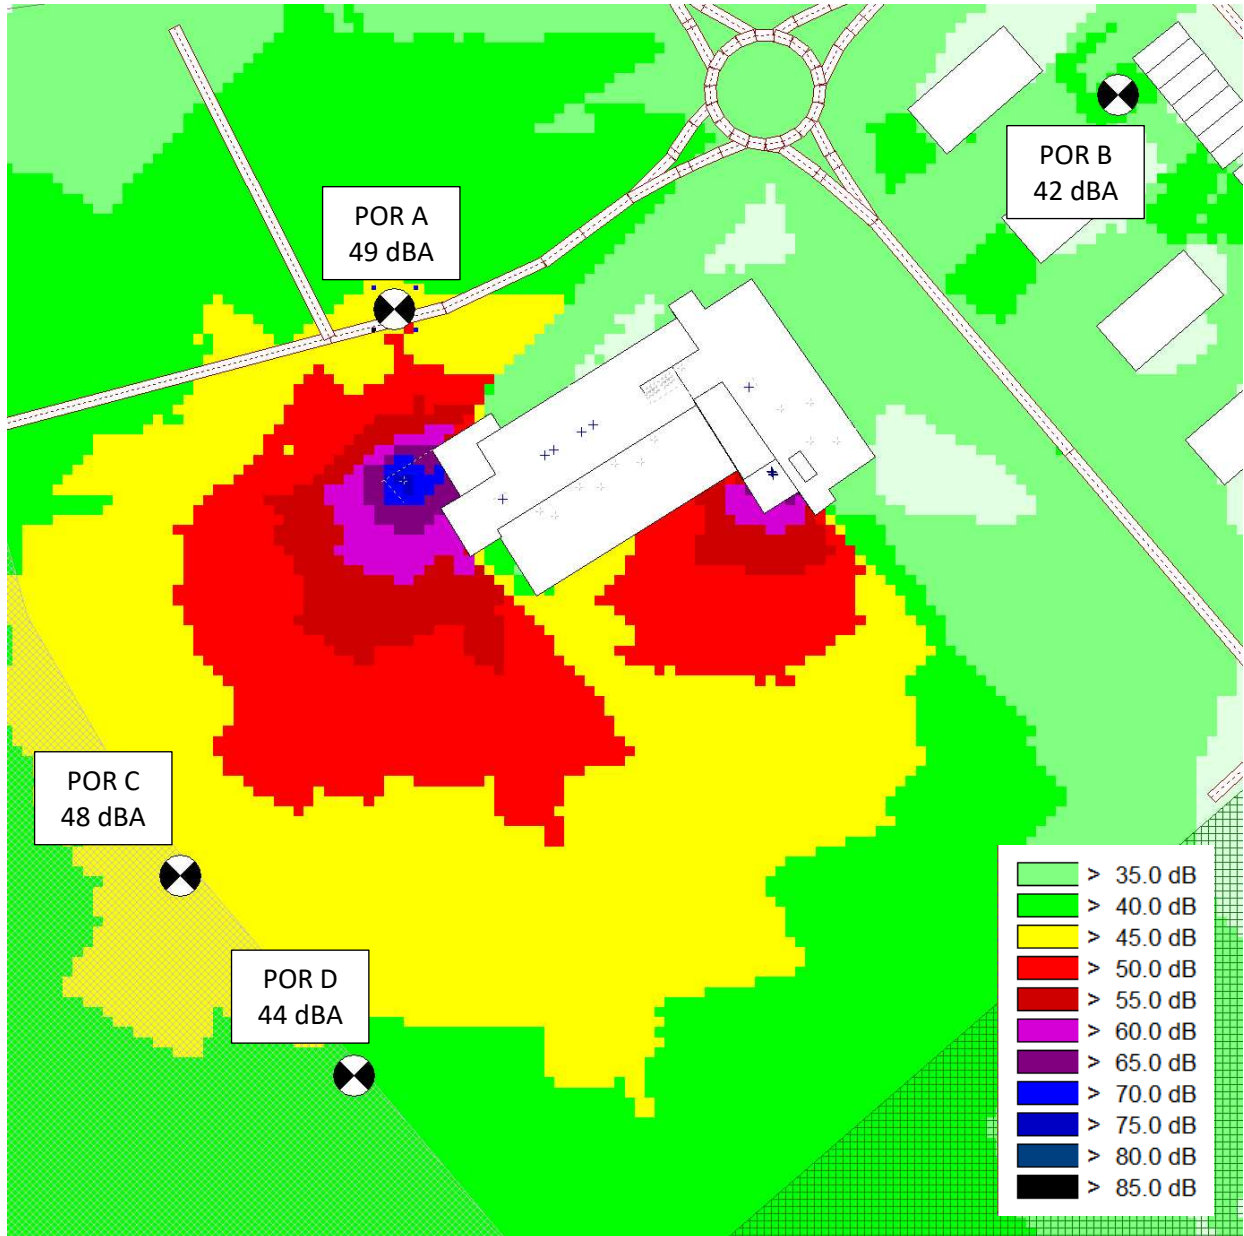 POR A
49 dBA
POR B
42 dBA
POR C
48 dBA
POR D
44 dBA
> 35.0 dB
> 40.0 dB
> 45.0 dB
> 50.0 dB
> 55.0 dB
> 60.0 dB
> 65.0 dB
> 70.0 dB
> 75.0 dB
> 80.0 dB
> 85.0 dB